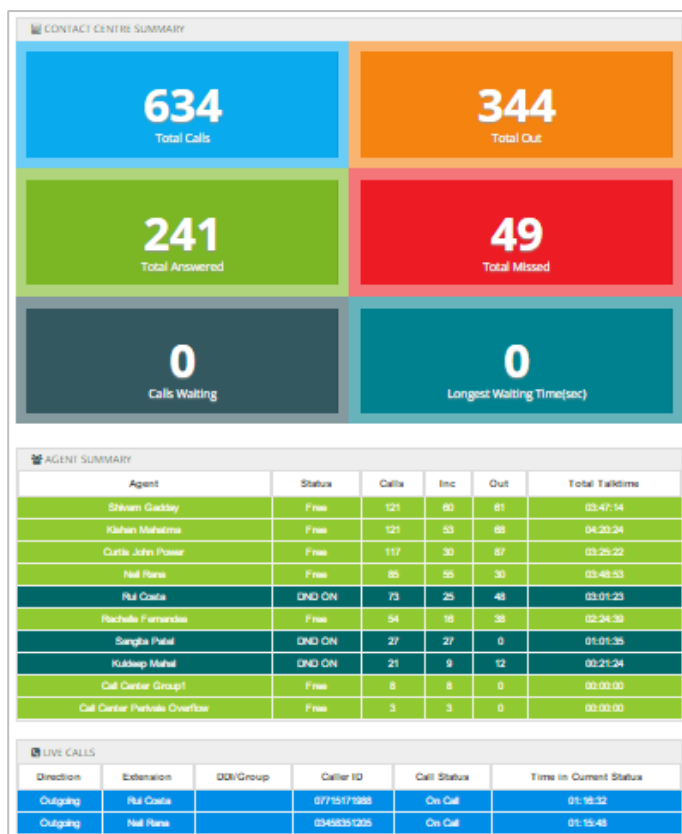 CONTACT CENTRE SUMMARY
634 344
Total Calls Total Out
241 49
Total Answered Total Missed
0 0
Calls Waiting Longest Waiting Time(sec)
AGENT SUMMARY
Agent Status Calls Inc Out Total Talktime
Shivam Gadday Free 121 60 61 03:47:14
Kishan Mahatma Free 121 53 68 04:20:24
Curtis John Power Free 117 30 87 03:25:22
Neil Rana Free 85 55 30 03:48:53
Rui Costa DND ON 73 25 48 03:01:23
Rachelle Fernandes Free 54 16 38 02:24:39
Sangita Patel DND ON 27 27 0 01:01:35
Kuldeep Mahal DND ON 21 9 12 00:21:24
Call Center Group1 Free 8 8 0 00:00:00
Call Center Perivale Overflow Free 3 3 0 00:00:00
LIVE CALLS
Direction Extension DDI/Group Caller ID Call Status Time in Current Status
Outgoing Rui Costa 07715171988 On Call 01:16:32
Outgoing Neil Rana 03458351205 On Call 01:15:48